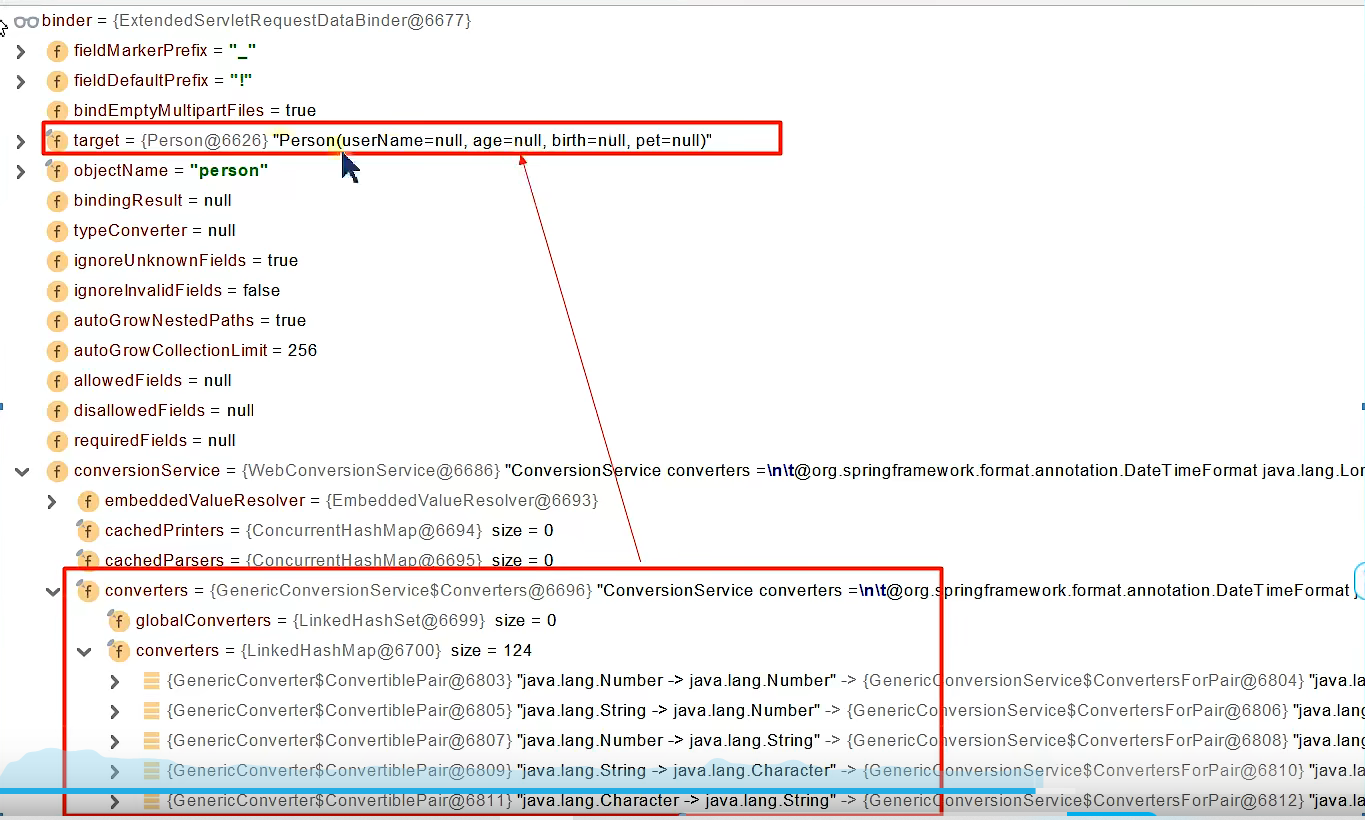 binder = {ExtendedServletRequestDataBinder@6677}
f fieldMarkerPrefix = "_"
f fieldDefaultPrefix = "!"
f bindEmptyMultipartFiles = true
f target = {Person@6626} "Person(userName=null, age=null, birth=null, pet=null)"
f objectName = "person"
f bindingResult = null
f typeConverter = null
f ignoreUnknownFields = true
f ignoreInvalidFields = false
f autoGrowNestedPaths = true
f autoGrowCollectionLimit = 256
f allowedFields = null
f disallowedFields = null
f requiredFields = null
f conversionService = {WebConversionService@6686} "ConversionService converters =\n\t@org.springframework.format.annotation.DateTimeFormat java.lang.Lon
f embeddedValueResolver = {EmbeddedValueResolver@6693}
f cachedPrinters = {ConcurrentHashMap@6694} size = 0
f cachedParsers = {ConcurrentHashMap@6695} size = 0
f converters = {GenericConversionService$Converters@6696} "ConversionService converters =\n\t@org.springframework.format.annotation.DateTimeFormat j
f globalConverters = {LinkedHashSet@6699} size = 0
f converters = {LinkedHashMap@6700} size = 124
{GenericConverter$ConvertiblePair@6803} "java.lang.Number -> java.lang.Number" -> {GenericConversionService$ConvertersForPair@6804} "java.la
{GenericConverter$ConvertiblePair@6805} "java.lang.String -> java.lang.Number" -> {GenericConversionService$ConvertersForPair@6806} "java.lang
{GenericConverter$ConvertiblePair@6807} "java.lang.Number -> java.lang.String" -> {GenericConversionService$ConvertersForPair@6808} "java.lang
{GenericConverter$ConvertiblePair@6809} "java.lang.String -> java.lang.Character" -> {GenericConversionService$ConvertersForPair@6810} "java.la
{GenericConverter$ConvertiblePair@6811} "java.lang.Character -> java.lang.String" -> {GenericConversionService$ConvertersForPair@6812} "java.la